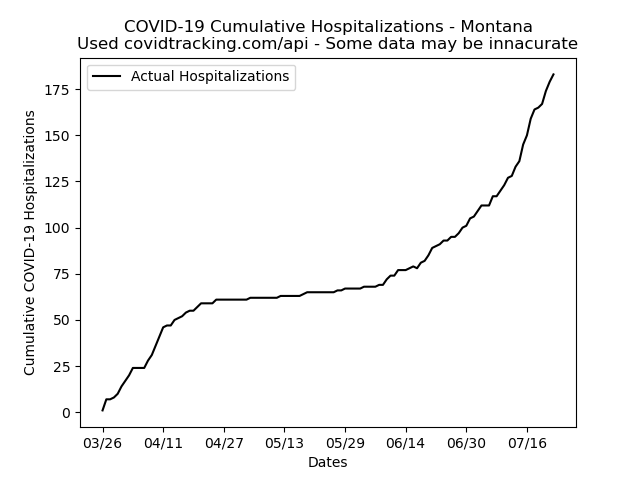 COVID-19 Cumulative Hospitalizations - Montana
Used covidtracking.com/api - Some data may be innacurate
Actual Hospitalizations
Cumulative COVID-19 Hospitalizations
175
150
125
100
75
50
25
0
03/26 04/11 04/27 05/13 05/29 06/14 06/30 07/16
Dates